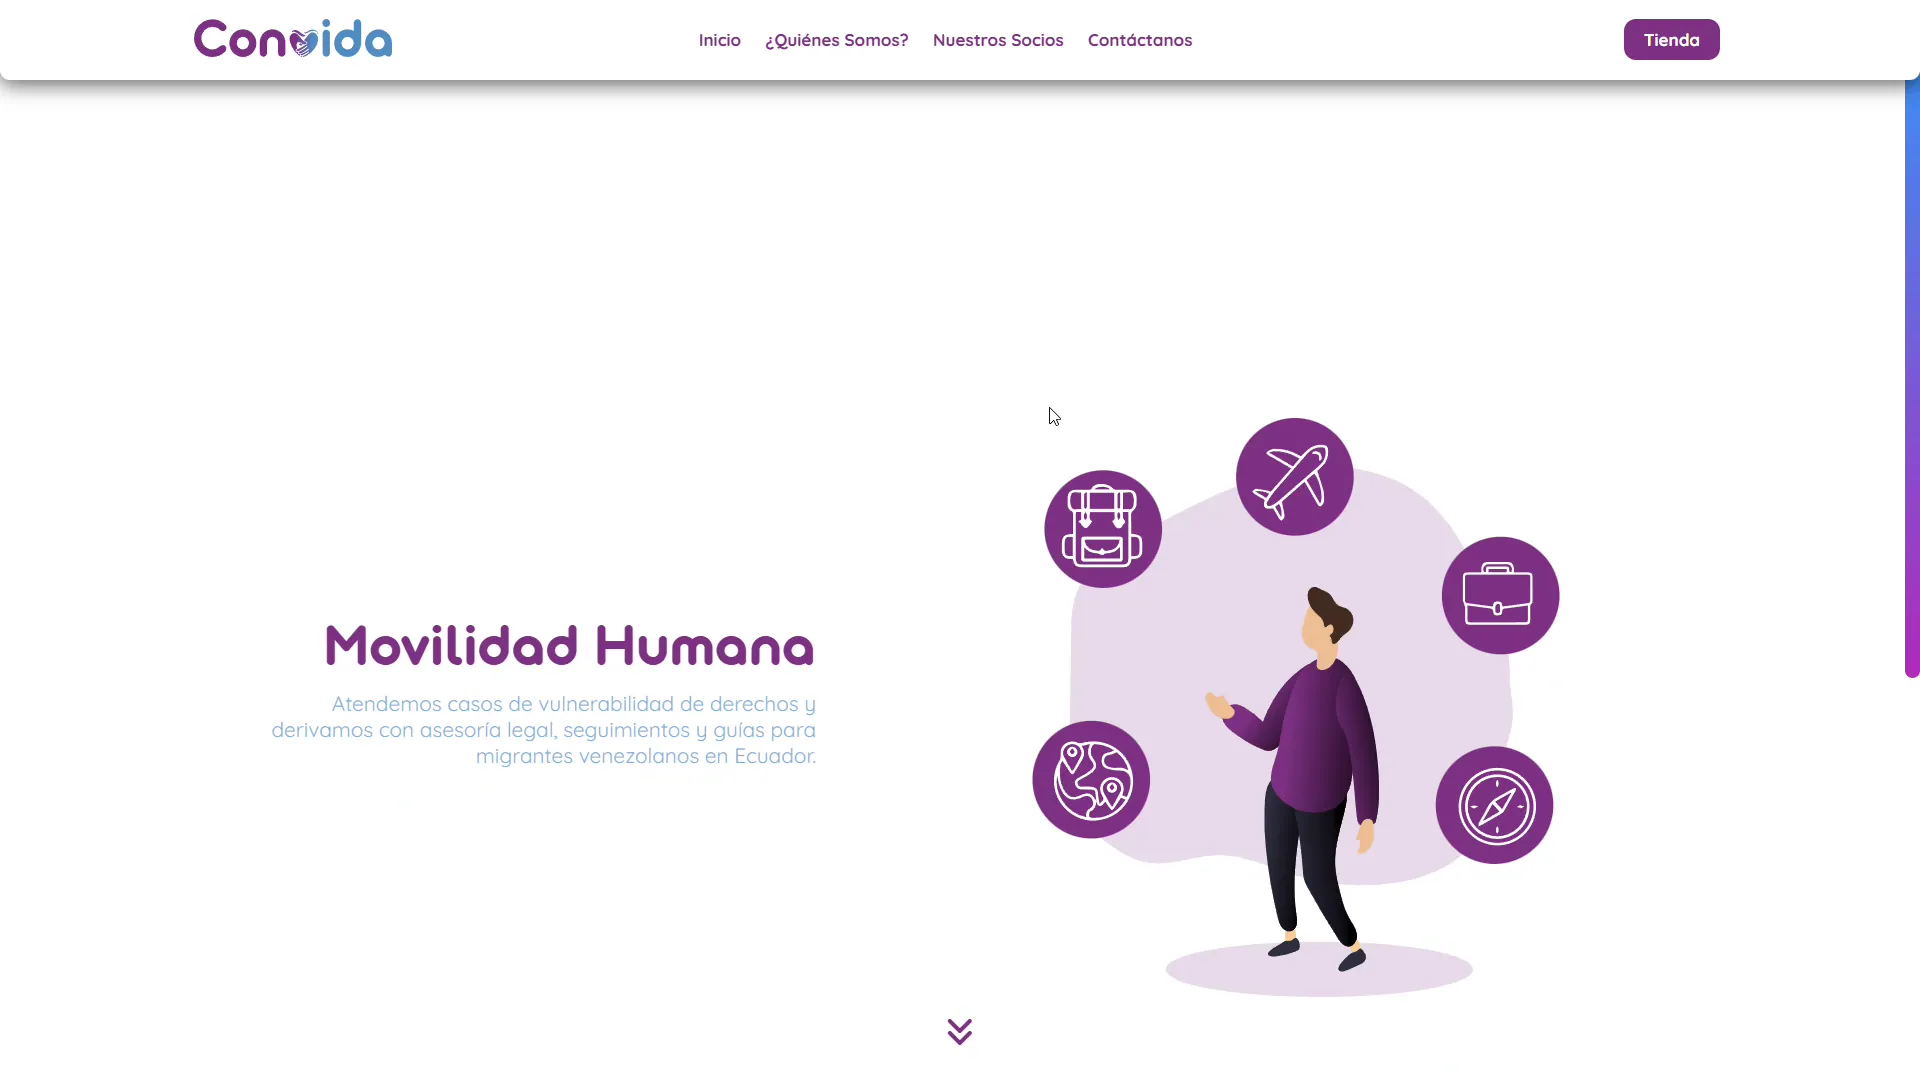 Convida
Inicio
¿Quiénes Somos?
Nuestros Socios
Contáctanos
Tienda
Movilidad Humana
Atendemos casos de vulnerabilidad de derechos y
derivamos con asesoría legal, seguimientos y guías para
migrantes venezolanos en Ecuador.